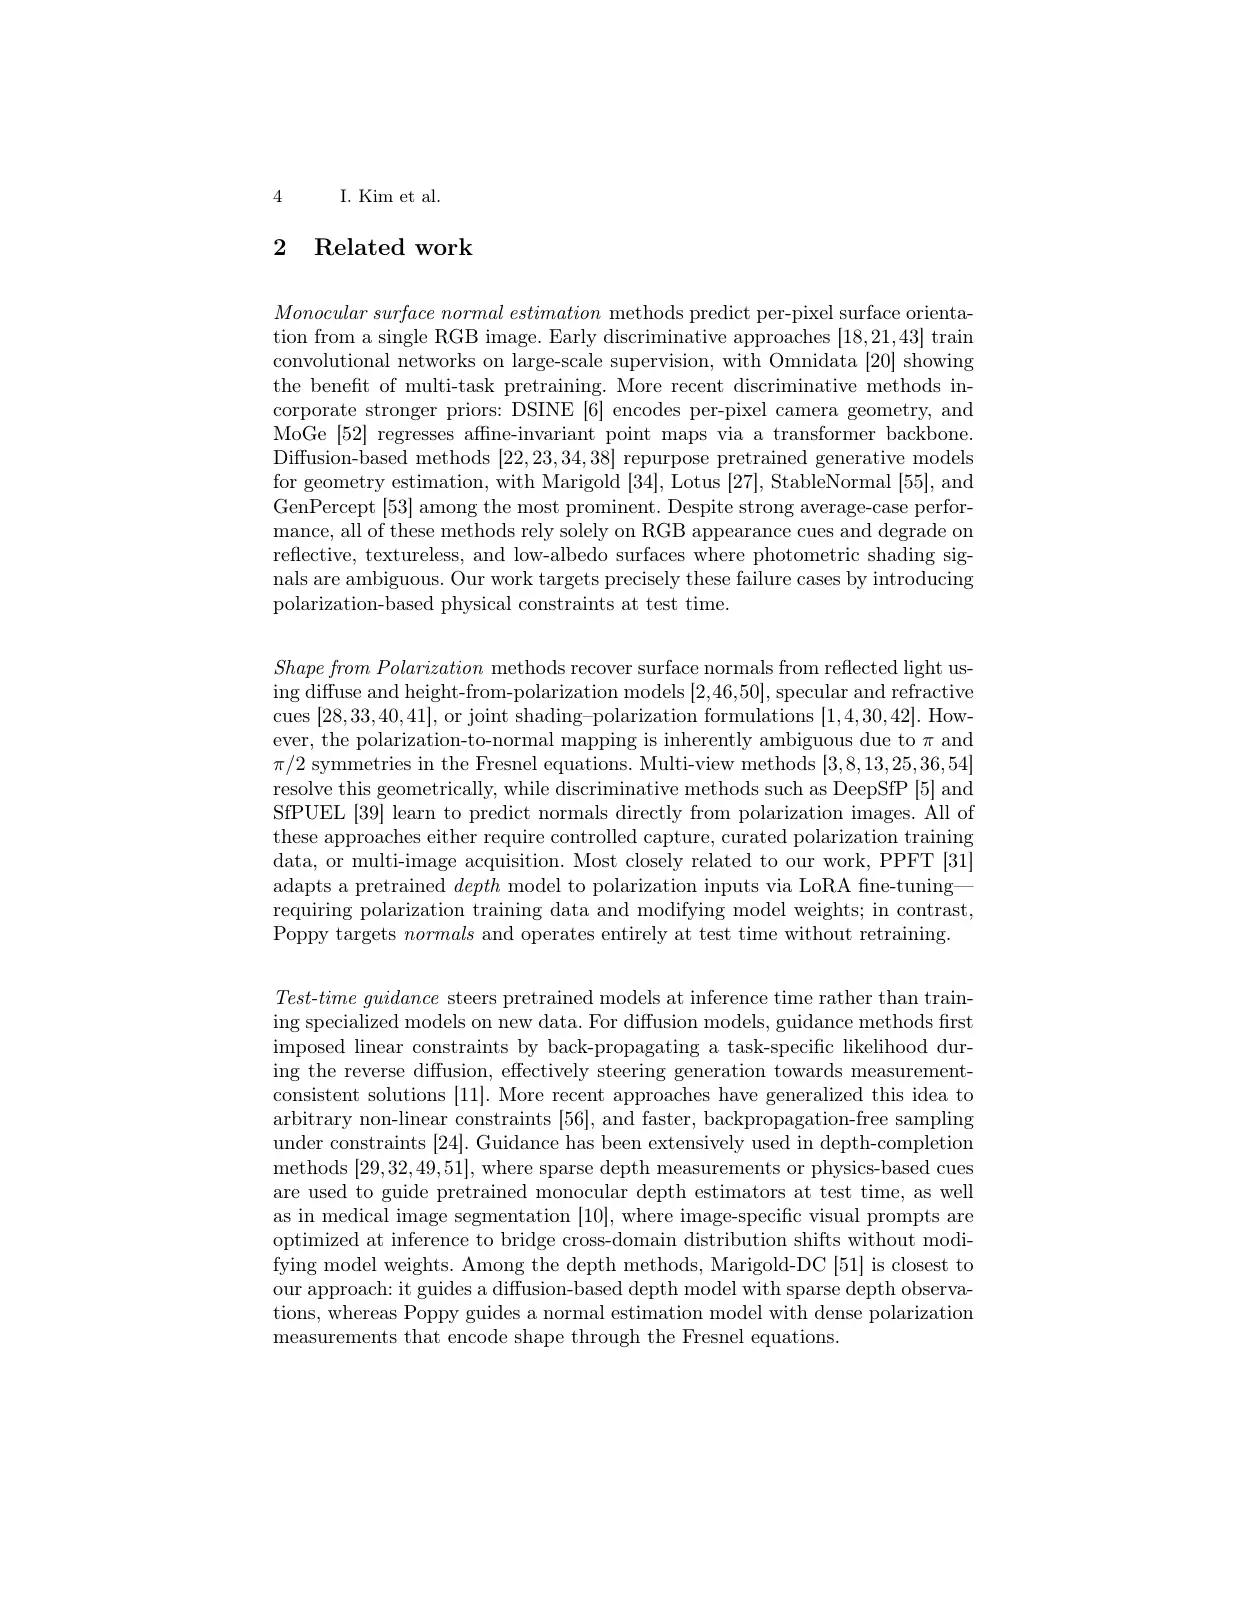 4 I. Kim et al.
2 Related work
Monocular surface normal estimation methods predict per-pixel surface orienta-
tion from a single RGB image. Early discriminative approaches [18, 21, 43] train
convolutional networks on large-scale supervision, with Omnidata [20] showing
the benefit of multi-task pretraining. More recent discriminative methods in-
corporate stronger priors: DSINE [6] encodes per-pixel camera geometry, and
MoGe [52] regresses affine-invariant point maps via a transformer backbone.
Diffusion-based methods [22, 23, 34, 38] repurpose pretrained generative models
for geometry estimation, with Marigold [34], Lotus [27], StableNormal [55], and
GenPercept [53] among the most prominent. Despite strong average-case perfor-
mance, all of these methods rely solely on RGB appearance cues and degrade on
reflective, textureless, and low-albedo surfaces where photometric shading sig-
nals are ambiguous. Our work targets precisely these failure cases by introducing
polarization-based physical constraints at test time.
Shape from Polarization methods recover surface normals from reflected light us-
ing diffuse and height-from-polarization models [2,46,50], specular and refractive
cues [28, 33, 40, 41], or joint shading–polarization formulations [1, 4, 30, 42]. How-
ever, the polarization-to-normal mapping is inherently ambiguous due to π and
π/2 symmetries in the Fresnel equations. Multi-view methods [3, 8, 13, 25, 36, 54]
resolve this geometrically, while discriminative methods such as DeepSfP [5] and
SfPUEL [39] learn to predict normals directly from polarization images. All of
these approaches either require controlled capture, curated polarization training
data, or multi-image acquisition. Most closely related to our work, PPFT [31]
adapts a pretrained depth model to polarization inputs via LoRA fine-tuning—
requiring polarization training data and modifying model weights; in contrast,
Poppy targets normals and operates entirely at test time without retraining.
Test-time guidance steers pretrained models at inference time rather than train-
ing specialized models on new data. For diffusion models, guidance methods first
imposed linear constraints by back-propagating a task-specific likelihood dur-
ing the reverse diffusion, effectively steering generation towards measurement-
consistent solutions [11]. More recent approaches have generalized this idea to
arbitrary non-linear constraints [56], and faster, backpropagation-free sampling
under constraints [24]. Guidance has been extensively used in depth-completion
methods [29, 32, 49, 51], where sparse depth measurements or physics-based cues
are used to guide pretrained monocular depth estimators at test time, as well
as in medical image segmentation [10], where image-specific visual prompts are
optimized at inference to bridge cross-domain distribution shifts without modi-
fying model weights. Among the depth methods, Marigold-DC [51] is closest to
our approach: it guides a diffusion-based depth model with sparse depth observa-
tions, whereas Poppy guides a normal estimation model with dense polarization
measurements that encode shape through the Fresnel equations.